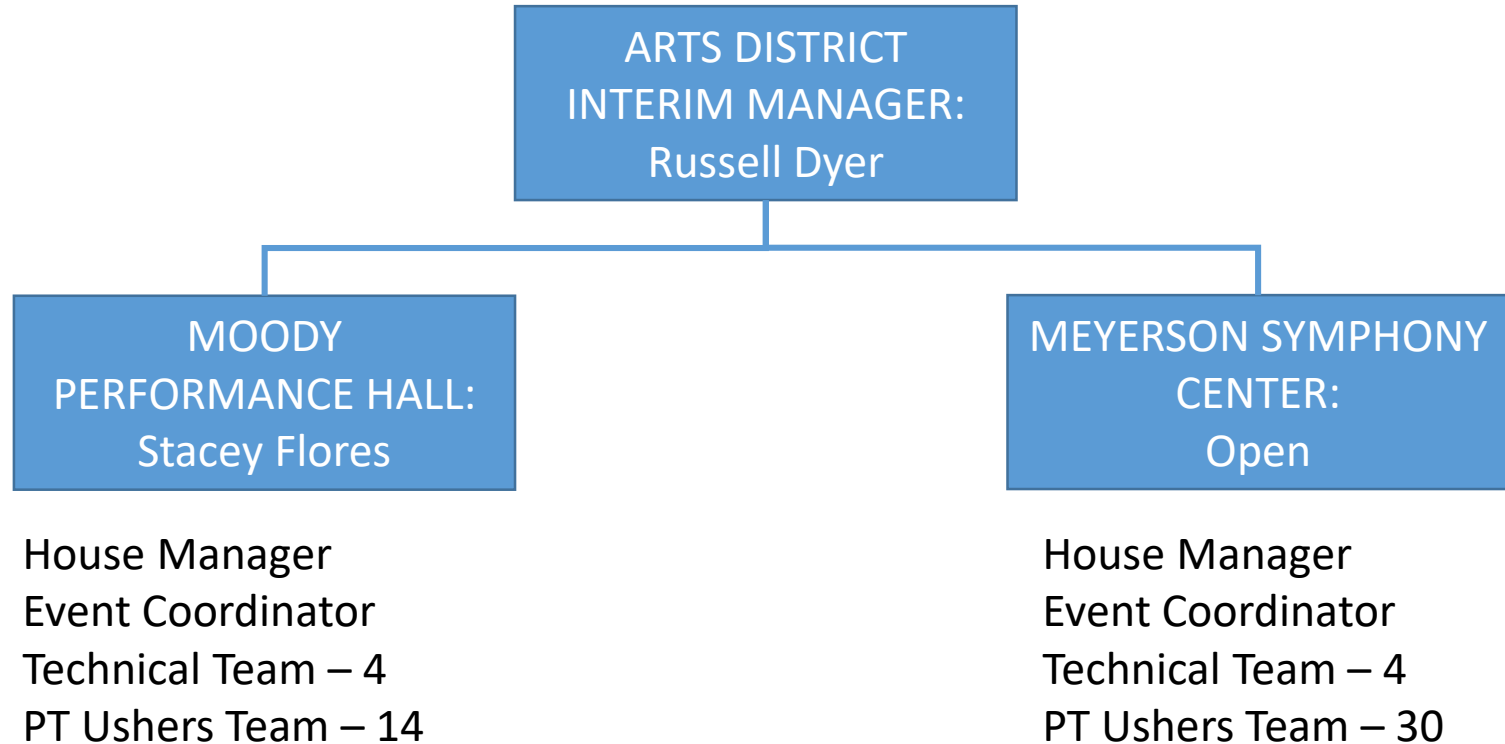 ARTS DISTRICT
INTERIM MANAGER:
Russell Dyer
MOODY
PERFORMANCE HALL:
Stacey Flores
MEYERSON SYMPHONY
CENTER:
Open
House Manager
Event Coordinator
Technical Team – 4
PT Ushers Team – 14
House Manager
Event Coordinator
Technical Team – 4
PT Ushers Team – 30